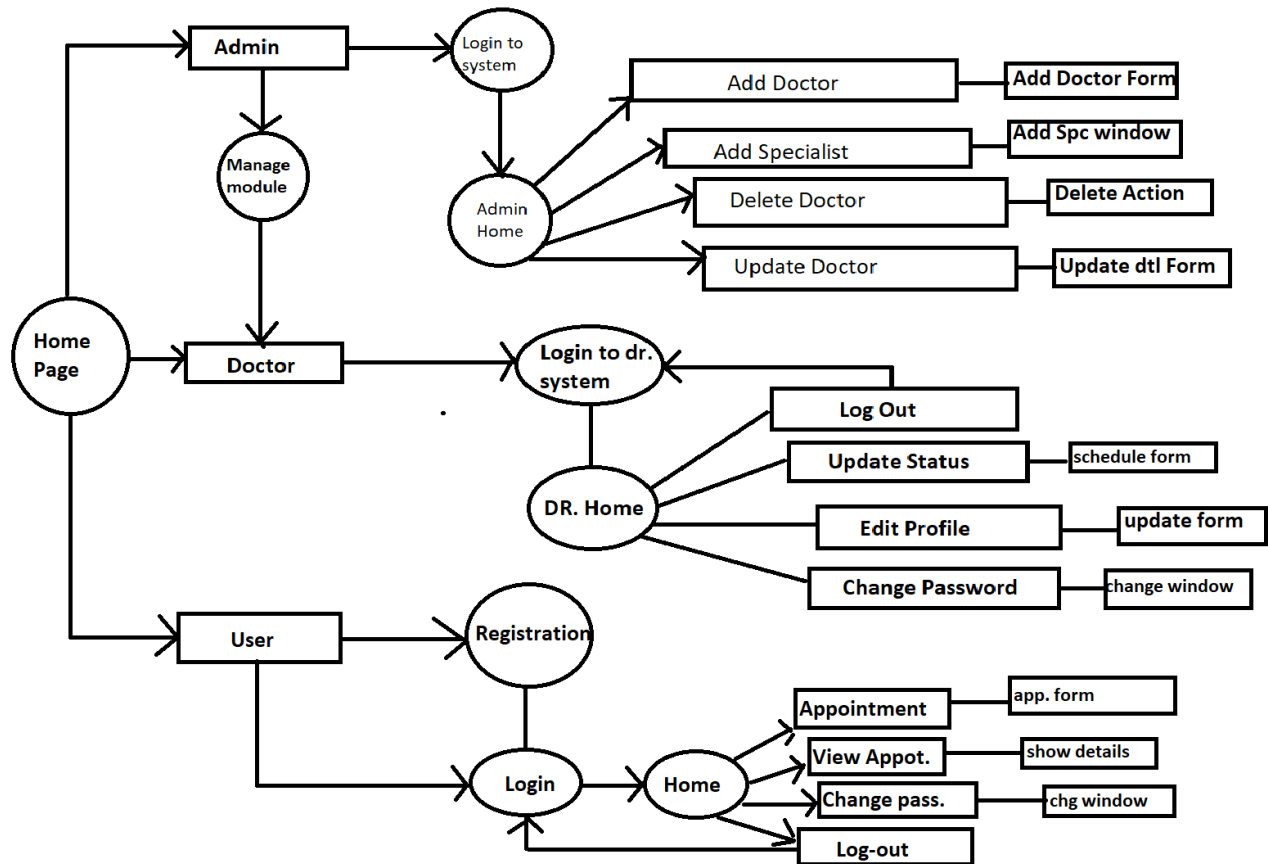 Admin
Login to
system
Add Doctor
Add Doctor Form
Add Specialist
Add Spc window
Manage
module
Delete Doctor
Delete Action
Admin
Home
Update Doctor
Update dtl Form
Home
Page
Doctor
Login to dr.
system
Log Out
Update Status
schedule form
DR. Home
Edit Profile
update form
Change Password
change window
User
Registration
Appointment
app. form
View Appot.
show details
Login
Home
Change pass.
chg window
Log-out